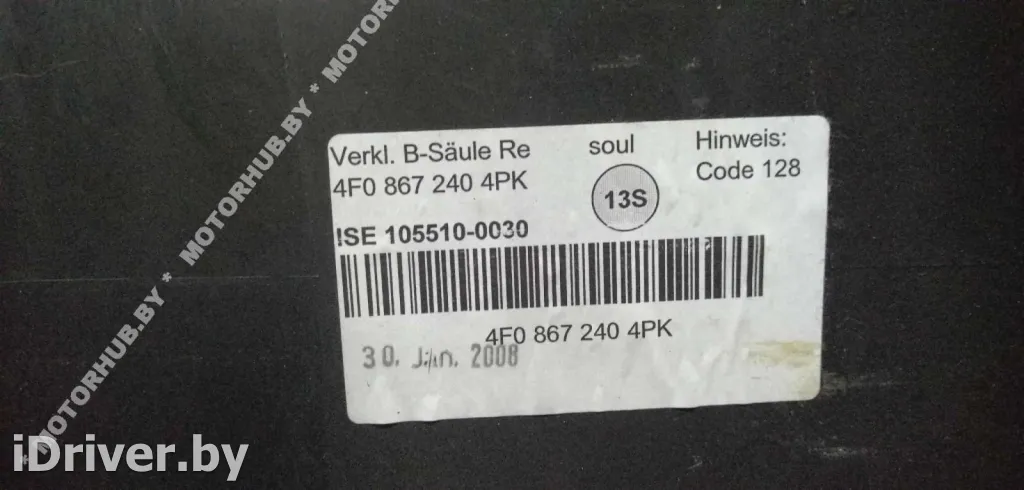 Verkl. B-Säule Re
4F0 867 240 4PK
soul
13S
Hinweis:
Code 128
ISE 105510-0030
4F0 867 240 4PK
30. Jan. 2008
* MOTORHUB.BY * MOTORHUB.BY * MOTORHUB.BY * MOTOR
iDriver.by